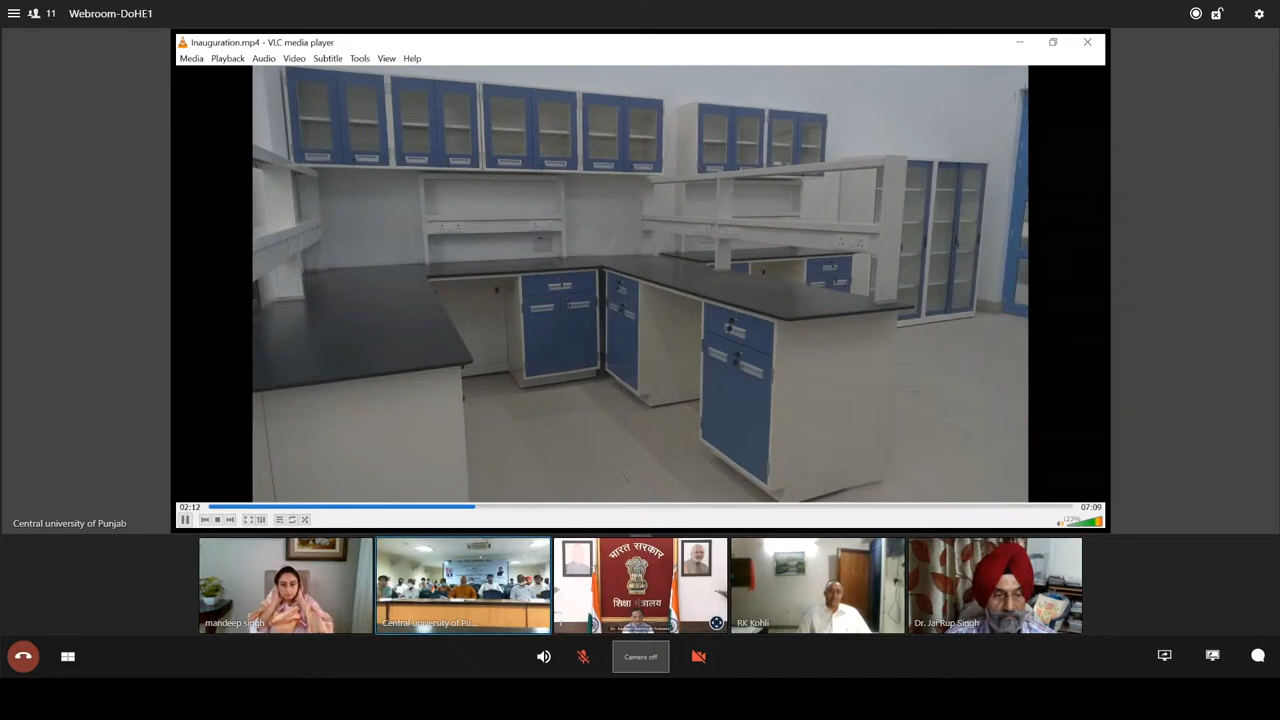 11 Webroom-DoHE1
Inauguration.mp4 - VLC media player
Media Playback Audio Video Subtitle Tools View Help
02:12
07:09
123%
Central university of Punjab
mandeep singh
Central university of Pu...
भारत सरकार
शिक्षा मंत्रालय
RK Kohli
Dr. Jai Rup Singh
Camera off